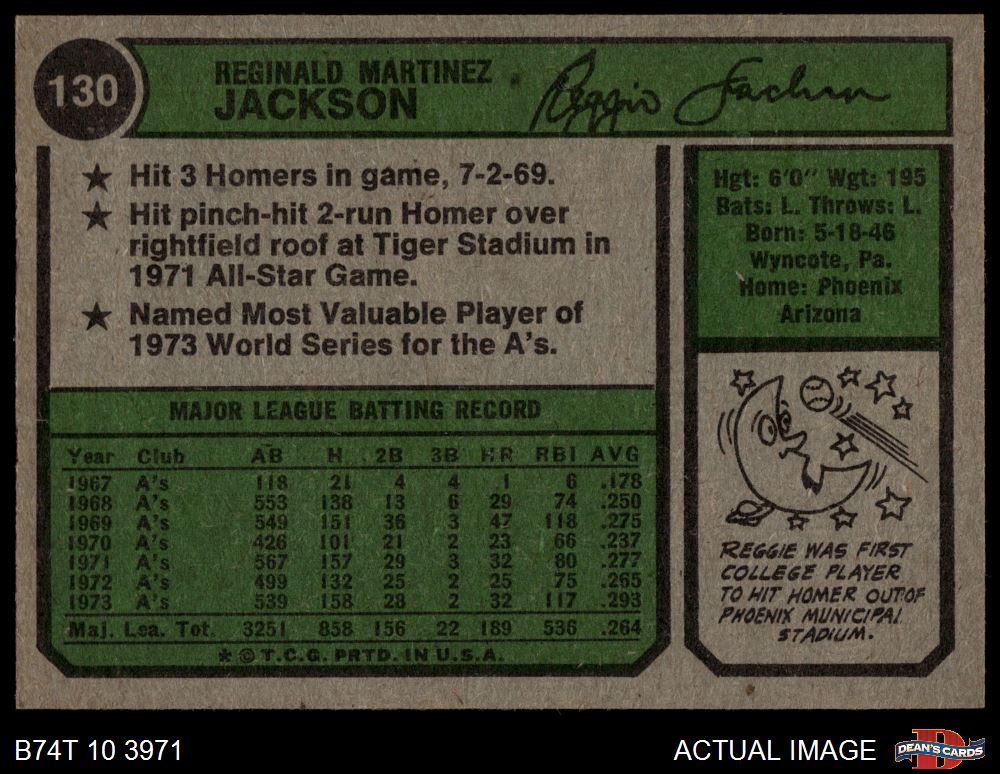 130
REGINALD MARTINEZ
JACKSON
Reggie Jackson
★ Hit 3 Homers in game, 7-2-69.
★ Hit pinch-hit 2-run Homer over
rightfield roof at Tiger Stadium in
1971 All-Star Game.
★ Named Most Valuable Player of
1973 World Series for the A's.
Hgt: 6'0" Wgt: 195
Bats: L. Throws: L.
Born: 5-18-46
Wyncote, Pa.
Home: Phoenix
Arizona
MAJOR LEAGUE BATTING RECORD
Year Club AB H 2B 3B HR RBI AVG
1967 A's 118 21 4 4 1 6 .178
1968 A's 553 138 13 6 29 74 .250
1969 A's 549 151 36 3 47 118 .275
1970 A's 426 101 21 2 23 66 .237
1971 A's 567 157 29 3 32 80 .277
1972 A's 499 132 25 2 25 75 .265
1973 A's 539 158 28 2 32 117 .293
Maj. Lea. Tot. 3251 858 156 22 189 536 .264
* © T.C.G. PRTD. IN U.S.A.
REGGIE WAS FIRST
COLLEGE PLAYER
TO HIT HOMER OUT OF
PHOENIX MUNICIPAL
STADIUM.
B74T 10 3971
ACTUAL IMAGE
DEAN'S CARDS